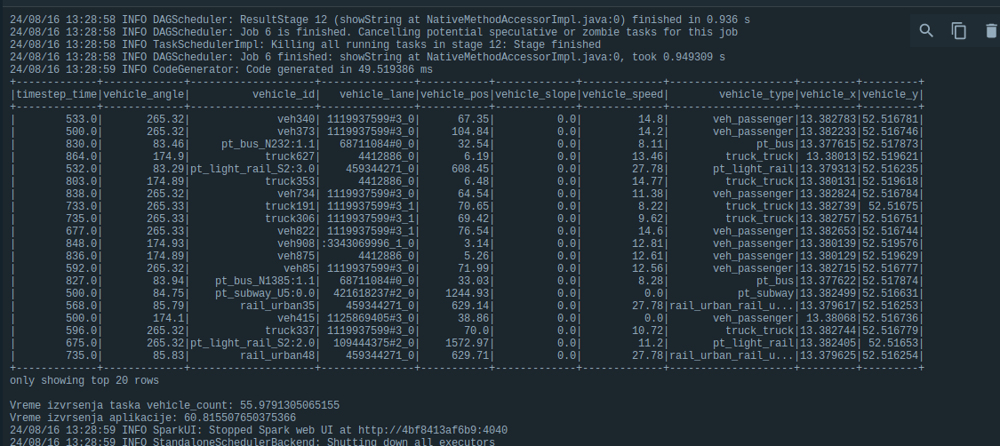 24/08/16 13:28:58 INFO DAGScheduler: ResultStage 12 (showString at NativeMethodAccessorImpl.java:0) finished in 0.936 s
24/08/16 13:28:58 INFO DAGScheduler: Job 6 is finished. Cancelling potential speculative or zombie tasks for this job
24/08/16 13:28:58 INFO TaskSchedulerImpl: Killing all running tasks in stage 12: Stage finished
24/08/16 13:28:58 INFO DAGScheduler: Job 6 finished: showString at NativeMethodAccessorImpl.java:0, took 0.949309 s
24/08/16 13:28:59 INFO CodeGenerator: Code generated in 49.519386 ms
+-------------+-------------+--------------------+---------------+-----------+-------------+-------------+--------------------+---------+---------+
|timestep_time|vehicle_angle|          vehicle_id|   vehicle_lane|vehicle_pos|vehicle_slope|vehicle_speed|        vehicle_type|vehicle_x|vehicle_y|
+-------------+-------------+--------------------+---------------+-----------+-------------+-------------+--------------------+---------+---------+
|        533.0|       265.32|              veh340| 1119937599#3_0|      67.35|          0.0|         14.8|       veh_passenger|13.382783|52.516781|
|        500.0|       265.32|              veh373| 1119937599#3_0|     104.84|          0.0|         14.2|       veh_passenger|13.382233|52.516746|
|        830.0|        83.46|     pt_bus_N232:1.1|   68711084#0_0|      32.54|          0.0|         8.11|              pt_bus|13.377615|52.517873|
|        864.0|        174.9|            truck627|      4412886_0|       6.19|          0.0|        13.46|         truck_truck| 13.38013|52.519621|
|        532.0|        83.29|pt_light_rail_S2:3.0|    459344271_0|     608.45|          0.0|        27.78|       pt_light_rail|13.379313|52.516235|
|        803.0|       174.89|            truck353|      4412886_0|       6.48|          0.0|        14.77|         truck_truck|13.380131|52.519618|
|        838.0|       265.32|              veh734| 1119937599#3_0|      64.54|          0.0|        11.38|       veh_passenger|13.382824|52.516784|
|        733.0|       265.33|            truck191| 1119937599#3_1|      70.65|          0.0|         8.22|         truck_truck|13.382739| 52.51675|
|        735.0|       265.33|            truck306| 1119937599#3_1|      69.42|          0.0|         9.62|         truck_truck|13.382757|52.516751|
|        677.0|       265.33|              veh822| 1119937599#3_1|      76.54|          0.0|         14.6|       veh_passenger|13.382653|52.516744|
|        848.0|       174.93|              veh908|:3343069996_1_0|       3.14|          0.0|        12.81|       veh_passenger|13.380139|52.519576|
|        836.0|       174.89|              veh875|      4412886_0|       5.26|          0.0|        12.61|       veh_passenger|13.380129|52.519629|
|        592.0|       265.32|               veh85| 1119937599#3_0|      71.99|          0.0|        12.56|       veh_passenger|13.382715|52.516777|
|        827.0|        83.94|    pt_bus_N1385:1.1|   68711084#0_0|      33.03|          0.0|         8.28|              pt_bus|13.377622|52.517874|
|        500.0|        84.75|    pt_subway_U5:0.0|  421618237#2_0|    1244.93|          0.0|          0.0|           pt_subway|13.382499|52.516631|
|        568.0|        85.79|        rail_urban35|    459344271_0|     629.14|          0.0|        27.78|rail_urban_rail_u...|13.379617|52.516253|
|        500.0|        174.1|              veh415| 1125869405#3_0|      38.86|          0.0|          0.0|       veh_passenger| 13.38068|52.516736|
|        596.0|       265.32|            truck337| 1119937599#3_0|       70.0|          0.0|        10.72|         truck_truck|13.382744|52.516779|
|        675.0|       265.32|pt_light_rail_S2:2.0|  109444375#2_0|    1572.97|          0.0|         11.2|       pt_light_rail|13.382405| 52.51653|
|        735.0|        85.83|        rail_urban48|    459344271_0|     629.71|          0.0|        27.78|rail_urban_rail_u...|13.379625|52.516254|
+-------------+-------------+--------------------+---------------+-----------+-------------+-------------+--------------------+---------+---------+
only showing top 20 rows
Vreme izvrsenja taska vehicle_count: 55.9791305065155
Vreme izvrsenja aplikacije: 60.815507650375366
24/08/16 13:28:59 INFO SparkUI: Stopped Spark web UI at http://4bf8413af6b9:4040
24/08/16 13:28:59 INFO StandaloneSchedulerBackend: Shutting down all executors